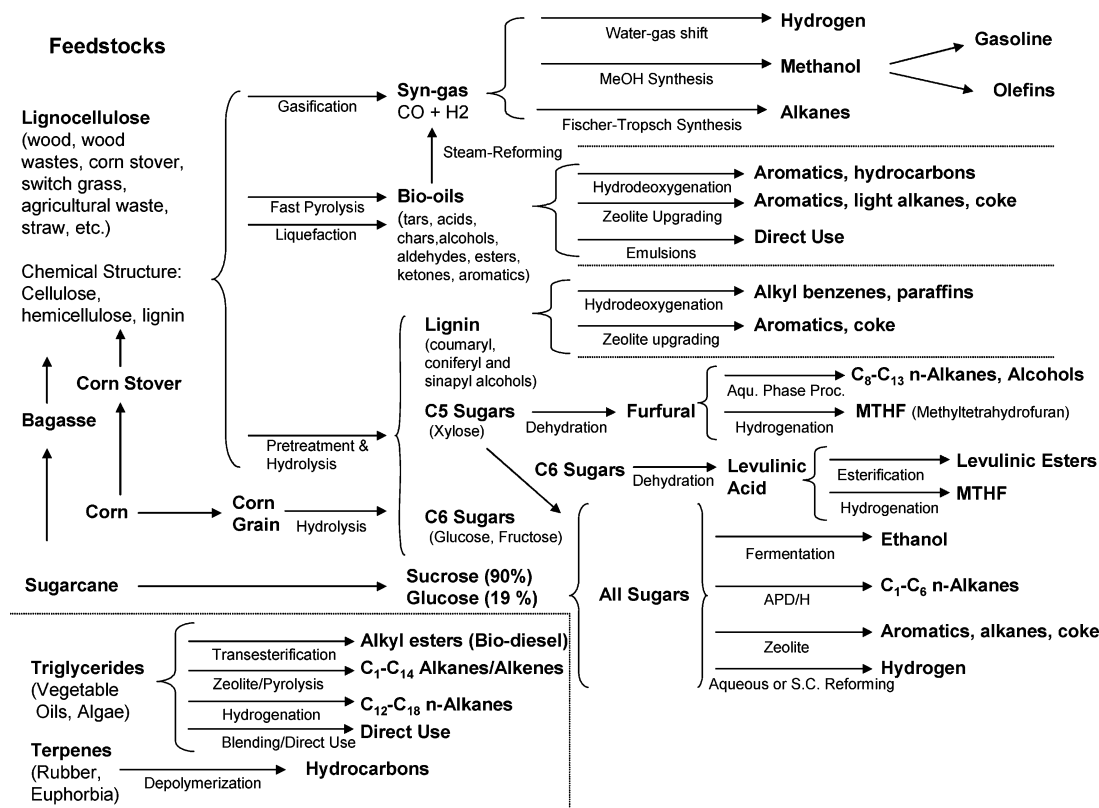 Feedstocks
Lignocellulose
(wood, wood
wastes, corn stover,
switch grass,
agricultural waste,
straw, etc.)
Chemical Structure:
Cellulose,
hemicellulose, lignin
Corn Stover
Bagasse
Corn
Corn
Grain
Sugarcane
Gasification
Fast Pyrolysis
Liquefaction
Pretreatment &
Hydrolysis
Hydrolysis
Syn-gas
CO + H2
Steam-Reforming
Bio-oils
(tars, acids,
chars,alcohols,
aldehydes, esters,
ketones, aromatics)
Water-gas shift
Hydrogen
MeOH Synthesis
Methanol
Gasoline
Olefins
Fischer-Tropsch Synthesis
Alkanes
Hydrodeoxygenation
Aromatics, hydrocarbons
Zeolite Upgrading
Aromatics, light alkanes, coke
Emulsions
Direct Use
Lignin
(coumaryl,
coniferyl and
sinapyl alcohols)
Hydrodeoxygenation
Alkyl benzenes, paraffins
Zeolite upgrading
Aromatics, coke
C5 Sugars
(Xylose)
Dehydration
Furfural
Aqu. Phase Proc.
C8-C13 n-Alkanes, Alcohols
Hydrogenation
MTHF (Methyltetrahydrofuran)
C6 Sugars
Dehydration
Levulinic
Acid
Esterification
Levulinic Esters
Hydrogenation
MTHF
C6 Sugars
(Glucose, Fructose)
Sucrose (90%)
Glucose (19 %)
All Sugars
Fermentation
Ethanol
APD/H
C1-C6 n-Alkanes
Zeolite
Aromatics, alkanes, coke
Aqueous or S.C. Reforming
Hydrogen
Triglycerides
(Vegetable
Oils, Algae)
Transesterification
Alkyl esters (Bio-diesel)
Zeolite/Pyrolysis
C1-C14 Alkanes/Alkenes
Hydrogenation
C12-C18 n-Alkanes
Blending/Direct Use
Direct Use
Terpenes
(Rubber,
Euphorbia)
Depolymerization
Hydrocarbons